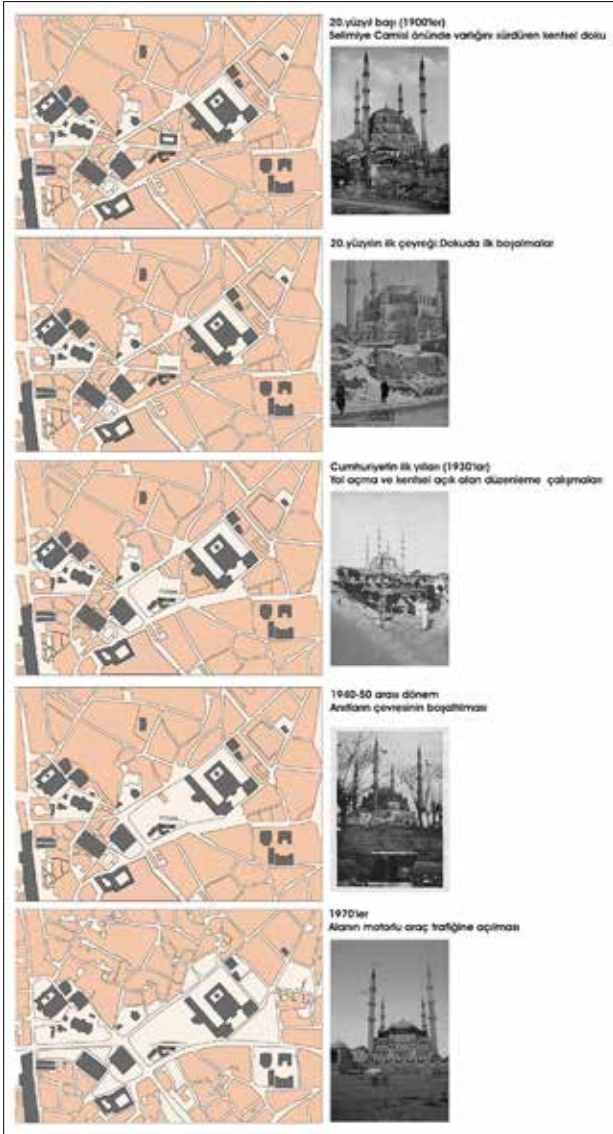 20.yüzyıl başı (1900'ler)
Selimiye Camisi önünde varlığını sürdüren kentsel doku
20.yüzyılın ilk çeyreği:Dokuda ilk boşalmalar
Cumhuriyetin ilk yılları (1930'lar)
Yol açma ve kentsel açık alan düzenleme çalışmaları
1940-50 arası dönem
Anıtların çevresinin boşaltılması
1970'ler
Alanın motorlu araç trafiğine açılması